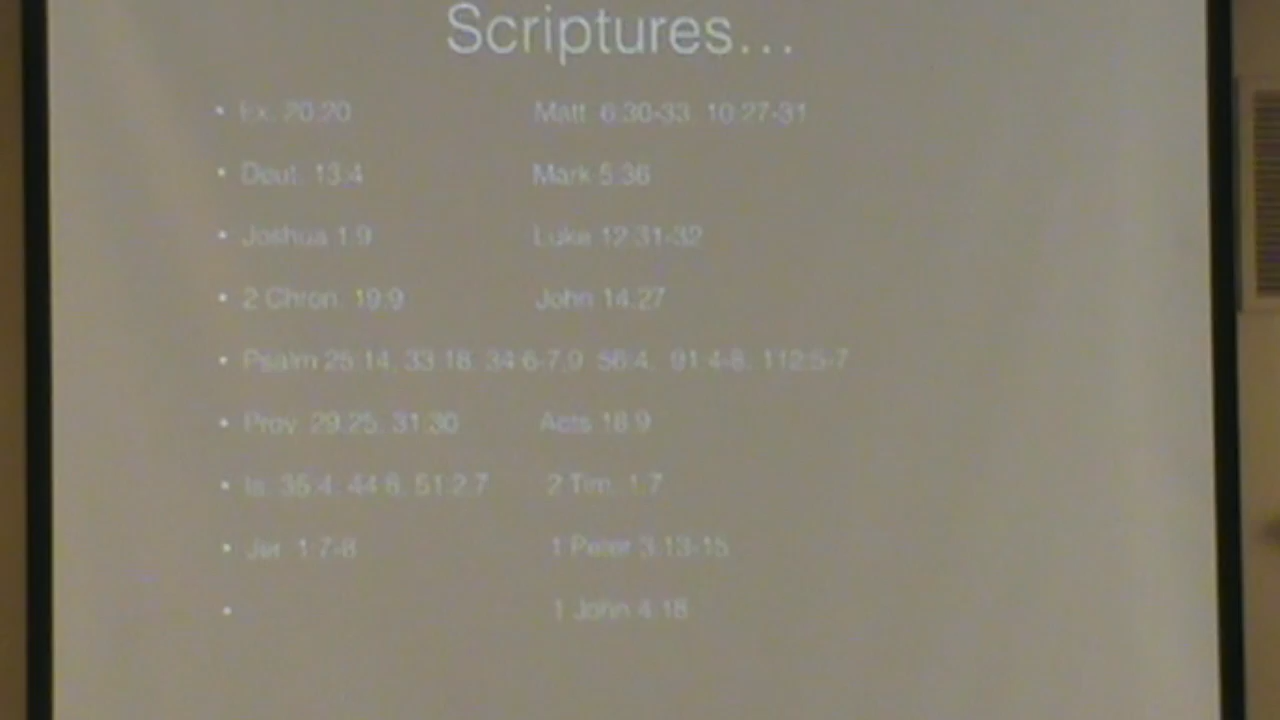 Scriptures...
• Ex. 20:20 Matt. 6:30-33, 10:27-31
• Deut. 13:4 Mark 5:36
• Joshua 1:9 Luke 12:31-32
• 2 Chron. 19:9 John 14:27
• Psalm 25:14, 33:18, 34:6-7,9 56:4, 91:4-8, 112:5-7
• Prov. 29:25, 31:30 Acts 18:9
• Is. 35:4, 44:8, 51:2,7 2 Tim. 1:7
• Jer. 1:7-8 1 Peter 3:13-15
• 1 John 4:18